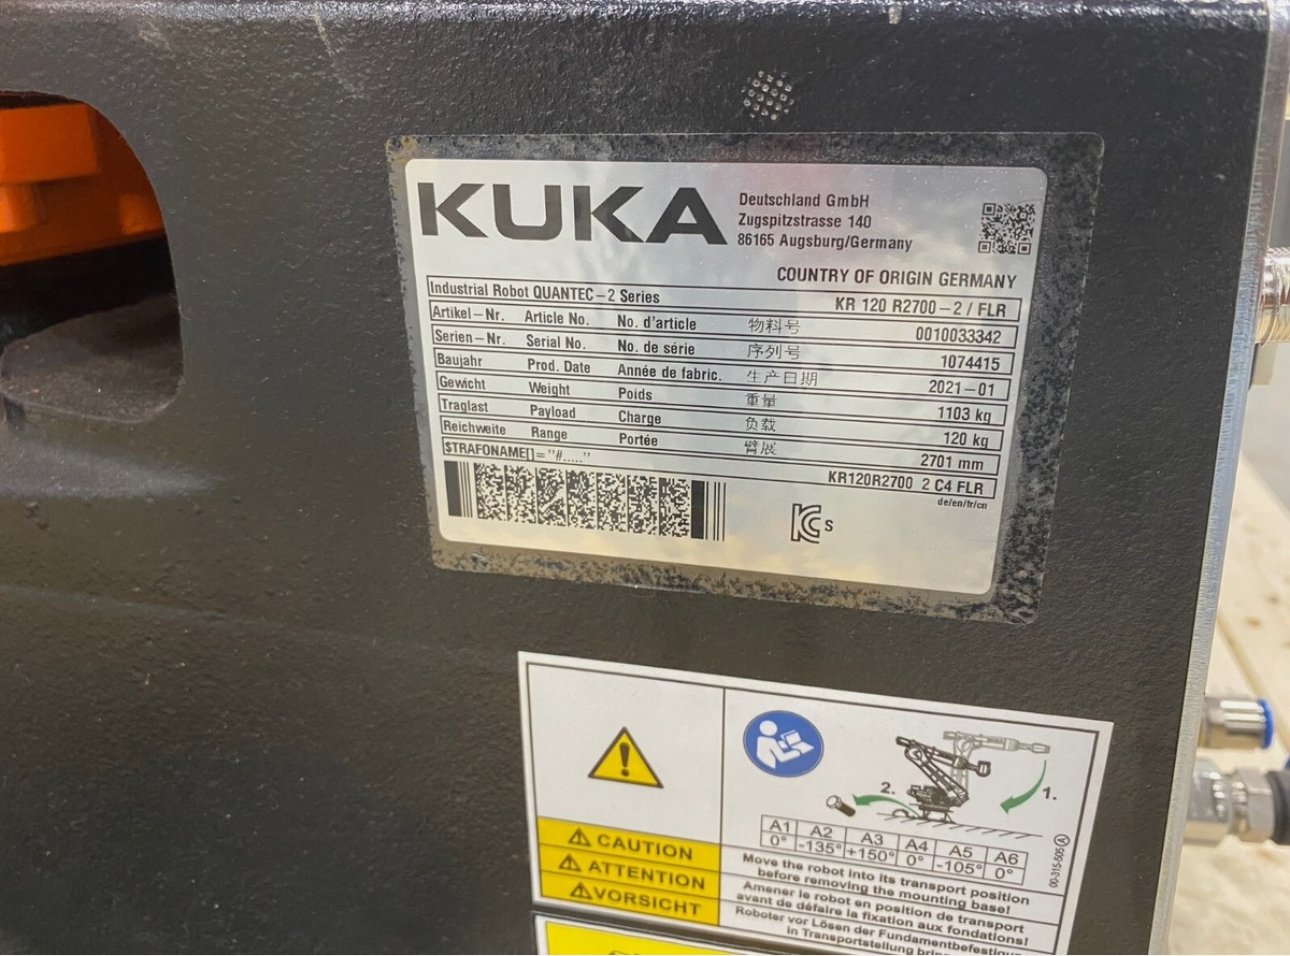 KUKA
Deutschland GmbH
Zugspitzstrasse 140
86165 Augsburg/Germany
COUNTRY OF ORIGIN GERMANY
Industrial Robot QUANTEC-2 Series KR 120 R2700-2 / FLR
Artikel-Nr. Article No. No. d'article 物料号 0010033342
Serien-Nr. Serial No. No. de série 序列号 1074415
Baujahr Prod. Date Année de fabric. 生产日期 2021-01
Gewicht Weight Poids 重量 1103 kg
Traglast Payload Charge 负载 120 kg
Reichweite Range Portée 臂展 2701 mm
$TRAFONAME[]="#....." KR120R2700 2 C4 FLR
de/en/fr/cn
KC s
1.
2.
A1 A2 A3 A4 A5 A6
0° -135° +150° 0° -105° 0°
00-315-505 A
CAUTION
ATTENTION
VORSICHT
Move the robot into its transport position
before removing the mounting base!
Amener le robot en position de transport
avant de défaire la fixation aux fondations!
Roboter vor Lösen der Fundamentbefestigung
in Transportstellung